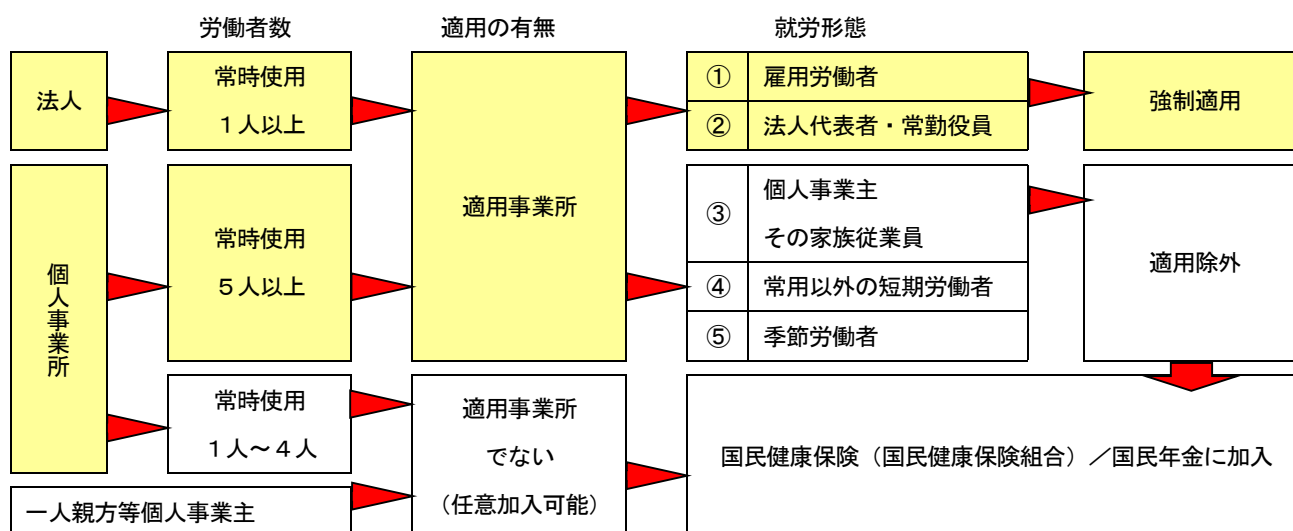 労働者数
適用の有無
就労形態
法人
常時使用
１人以上
適用事業所
① 雇用労働者
② 法人代表者・常勤役員
強制適用
個人事業所
常時使用
５人以上
③ 個人事業主
その家族従業員
④ 常用以外の短期労働者
⑤ 季節労働者
適用除外
常時使用
１人～４人
適用事業所
でない
（任意加入可能）
国民健康保険（国民健康保険組合）／国民年金に加入
一人親方等個人事業主